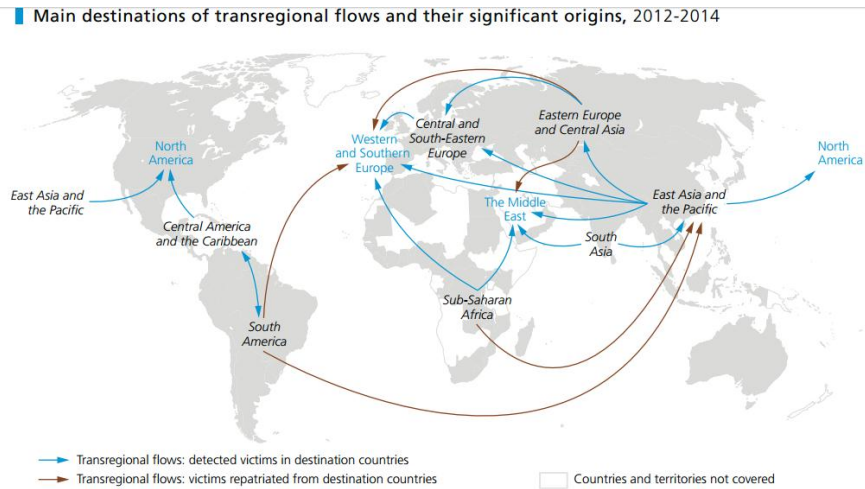 Main destinations of transregional flows and their significant origins, 2012-2014
North
America
East Asia and
the Pacific
Central America
and the Caribbean
South
America
Western
and Southern
Europe
Central and
South-Eastern
Europe
Eastern Europe
and Central Asia
The Middle
East
South
Asia
Sub-Saharan
Africa
East Asia and
the Pacific
North
America
Transregional flows: detected victims in destination countries
Transregional flows: victims repatriated from destination countries
Countries and territories not covered